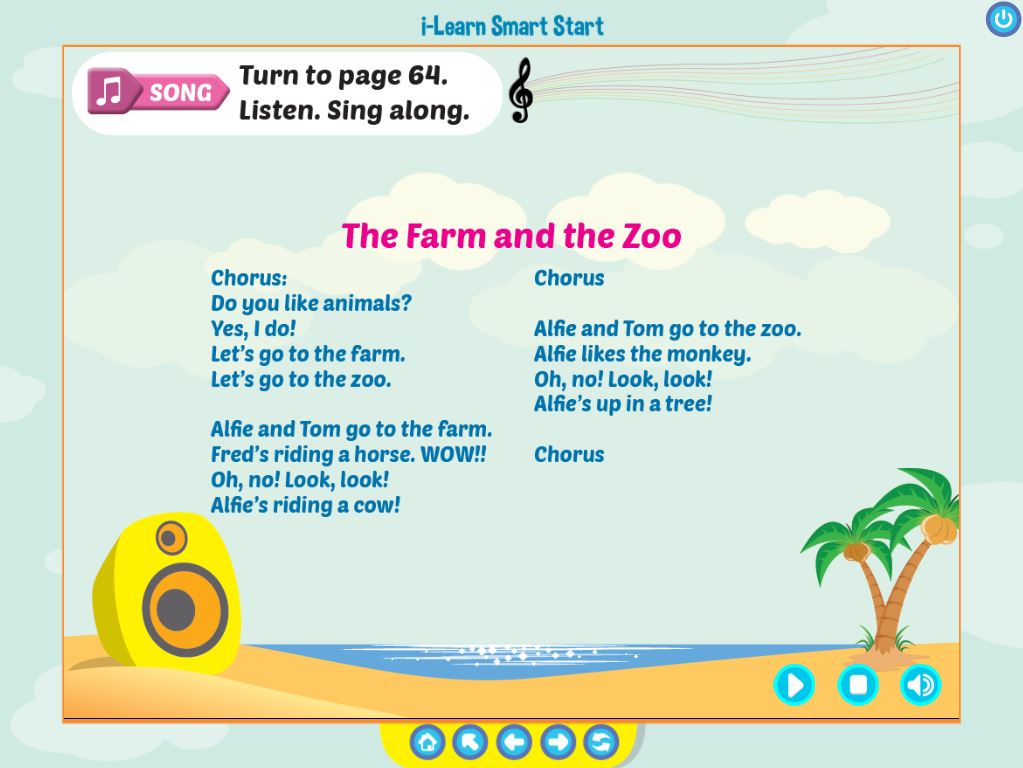 i-Learn Smart Start
SONG
Turn to page 64.
Listen. Sing along.
The Farm and the Zoo
Chorus:
Do you like animals?
Yes, I do!
Let's go to the farm.
Let's go to the zoo.
Alfie and Tom go to the farm.
Fred's riding a horse. WOW!!
Oh, no! Look, look!
Alfie's riding a cow!
Chorus
Alfie and Tom go to the zoo.
Alfie likes the monkey.
Oh, no! Look, look!
Alfie's up in a tree!
Chorus